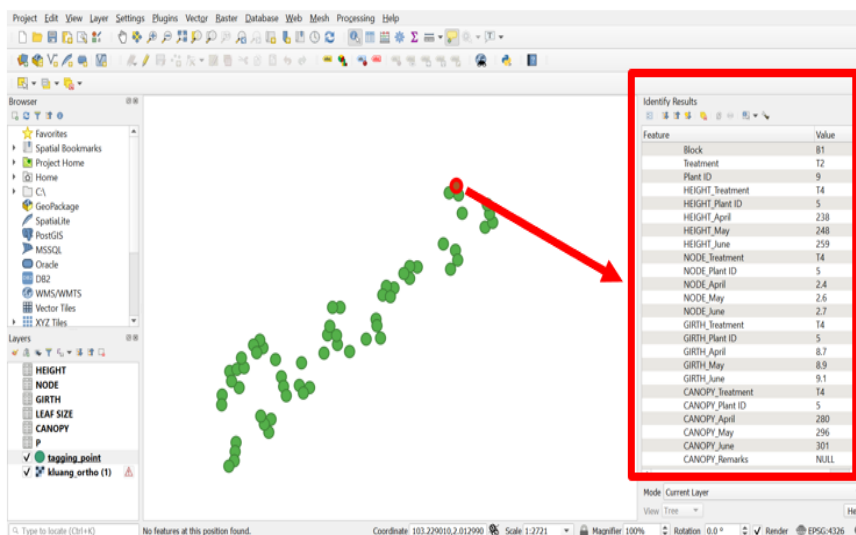 Project Edit View Layer Settings Plugins Vector Raster Database Web Mesh Processing Help
Browser
Favorites
Spatial Bookmarks
Project Home
Home
C:\
GeoPackage
SpatiaLite
PostGIS
MSSQL
Oracle
DB2
WMS/WMTS
Vector Tiles
XYZ Tiles
Layers
HEIGHT
NODE
GIRTH
LEAF SIZE
CANOPY
P
tagging_point
kluang_ortho (1)
Identify Results
Feature Value
Block B1
Treatment T2
Plant ID 9
HEIGHT_Treatment T4
HEIGHT_Plant ID 5
HEIGHT_April 238
HEIGHT_May 248
HEIGHT_June 259
NODE_Treatment T4
NODE_Plant ID 5
NODE_April 2.4
NODE_May 2.6
NODE_June 2.7
GIRTH_Treatment T4
GIRTH_Plant ID 5
GIRTH_April 8.7
GIRTH_May 8.9
GIRTH_June 9.1
CANOPY_Treatment T4
CANOPY_Plant ID 5
CANOPY_April 280
CANOPY_May 296
CANOPY_June 301
CANOPY_Remarks NULL
Mode Current Layer
View Tree He
Type to locate (Ctrl+K) No features at this position found. Coordinate 103.229010,2.012990 Scale 1:2721 Magnifier 100% Rotation 0.0 ° Render EPSG:4326